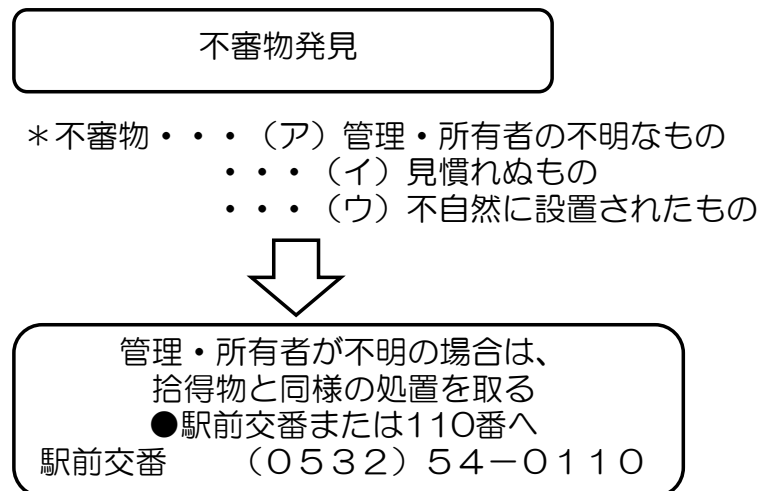 不審物発見
＊不審物・・・（ア）管理・所有者の不明なもの
・・・（イ）見慣れぬもの
・・・（ウ）不自然に設置されたもの
管理・所有者が不明の場合は、
拾得物と同様の処置を取る
●駅前交番または110番へ
駅前交番　　（０５３２）５４－０１１０